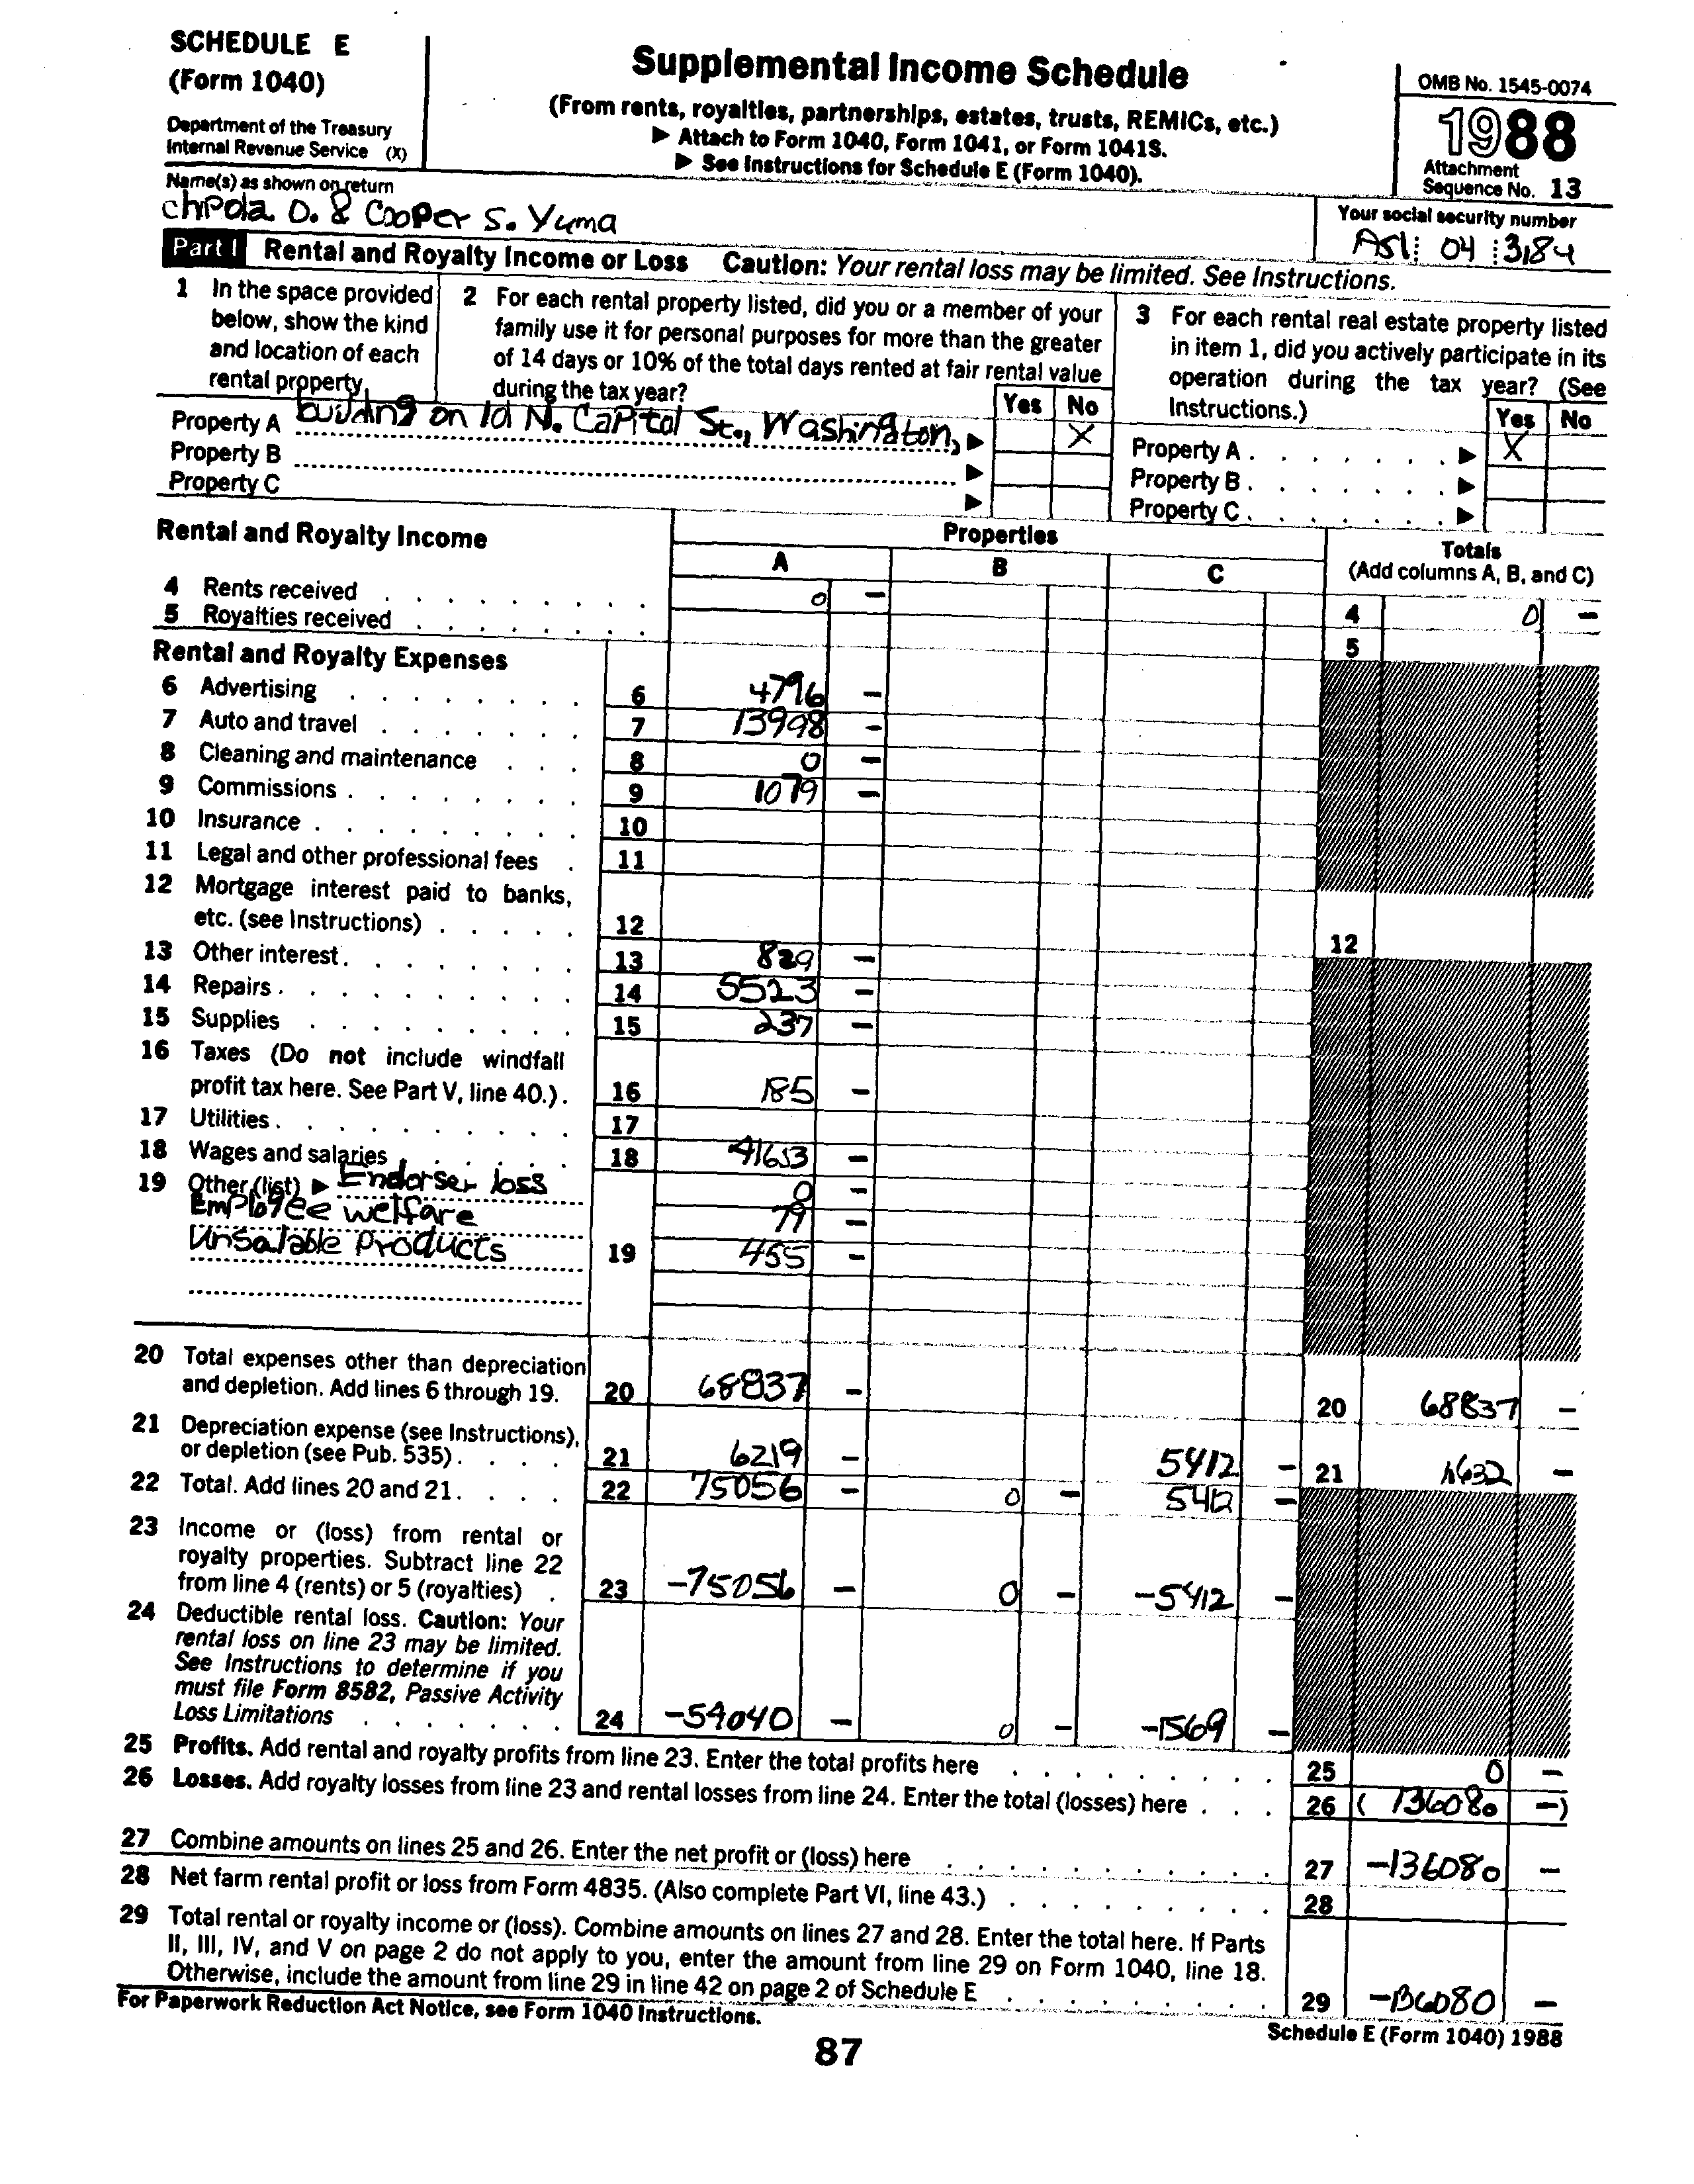 SCHEDULE E
(Form 1040)
Department of the Treasury
Internal Revenue Service (X)
Supplemental Income Schedule
(From rents, royalties, partnerships, estates, trusts, REMICs, etc.)
▶ Attach to Form 1040, Form 1041, or Form 1041S.
▶ See Instructions for Schedule E (Form 1040).
OMB No. 1545-0074
1988
Attachment
Sequence No. 13
Name(s) as shown on return
Chipola D. & Cooper S. Yuma
Your social security number
ASL 04 3184
Part I Rental and Royalty Income or Loss Caution: Your rental loss may be limited. See Instructions.
1 In the space provided
below, show the kind
and location of each
rental property.
2 For each rental property listed, did you or a member of your
family use it for personal purposes for more than the greater
of 14 days or 10% of the total days rented at fair rental value
during the tax year?
Yes No
3 For each rental real estate property listed
in item 1, did you actively participate in its
operation during the tax year? (See
Instructions.)
Yes No
Property A building on 1d N. Capitol St., Washington, ▶ X
Property B ▶
Property C ▶
Property A . . . . . . . ▶ X
Property B . . . . . . . ▶
Property C . . . . . . . ▶
Rental and Royalty Income
Properties
A B C
Totals
(Add columns A, B, and C)
4 Rents received 0 – 4 0 –
5 Royalties received 5
Rental and Royalty Expenses
6 Advertising 6 4796 –
7 Auto and travel 7 13998 –
8 Cleaning and maintenance 8 0 –
9 Commissions 9 1079 –
10 Insurance 10
11 Legal and other professional fees 11
12 Mortgage interest paid to banks,
etc. (see Instructions) 12 12
13 Other interest 13 829 –
14 Repairs 14 5523 –
15 Supplies 15 237 –
16 Taxes (Do not include windfall
profit tax here. See Part V, line 40.) 16 185 –
17 Utilities 17
18 Wages and salaries 18 41653 –
19 Other (list) ▶ Endorser loss 0 –
Employee welfare 79 –
Unsalable products 19 455 –
20 Total expenses other than depreciation
and depletion. Add lines 6 through 19. 20 68837 – 20 68837 –
21 Depreciation expense (see Instructions),
or depletion (see Pub. 535) 21 6219 – 5412 – 21 11632 –
22 Total. Add lines 20 and 21 22 75056 – 0 – 5412 –
23 Income or (loss) from rental or
royalty properties. Subtract line 22
from line 4 (rents) or 5 (royalties) 23 -75056 – 0 – -5412 –
24 Deductible rental loss. Caution: Your
rental loss on line 23 may be limited.
See Instructions to determine if you
must file Form 8582, Passive Activity
Loss Limitations 24 -59040 – 0 – -1569 –
25 Profits. Add rental and royalty profits from line 23. Enter the total profits here 25 0 –
26 Losses. Add royalty losses from line 23 and rental losses from line 24. Enter the total (losses) here 26 ( 136080 –)
27 Combine amounts on lines 25 and 26. Enter the net profit or (loss) here 27 -136080 –
28 Net farm rental profit or loss from Form 4835. (Also complete Part VI, line 43.) 28
29 Total rental or royalty income or (loss). Combine amounts on lines 27 and 28. Enter the total here. If Parts
II, III, IV, and V on page 2 do not apply to you, enter the amount from line 29 on Form 1040, line 18.
Otherwise, include the amount from line 29 in line 42 on page 2 of Schedule E 29 -136080 –
For Paperwork Reduction Act Notice, see Form 1040 Instructions.
Schedule E (Form 1040) 1988
87